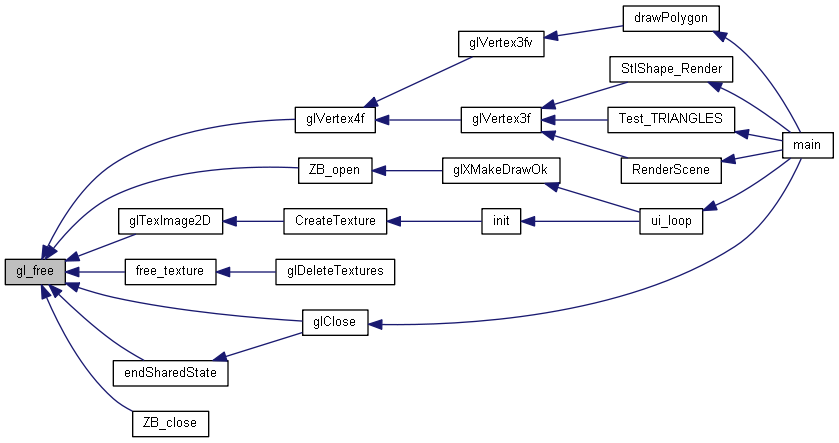 drawPolygon
glVertex3fv
StlShape_Render
glVertex4f
glVertex3f
Test_TRIANGLES
main
ZB_open
glXMakeDrawOk
RenderScene
glTexImage2D
CreateTexture
init
ui_loop
gl_free
free_texture
glDeleteTextures
glClose
endSharedState
ZB_close